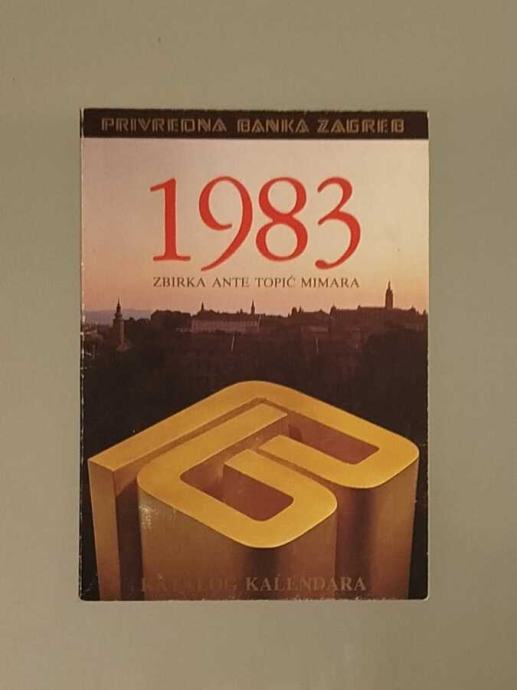 PRIVREDNA BANKA ZAGREB
1983
ZBIRKA ANTE TOPIĆ MIMARA
KATALOG KALENDARA